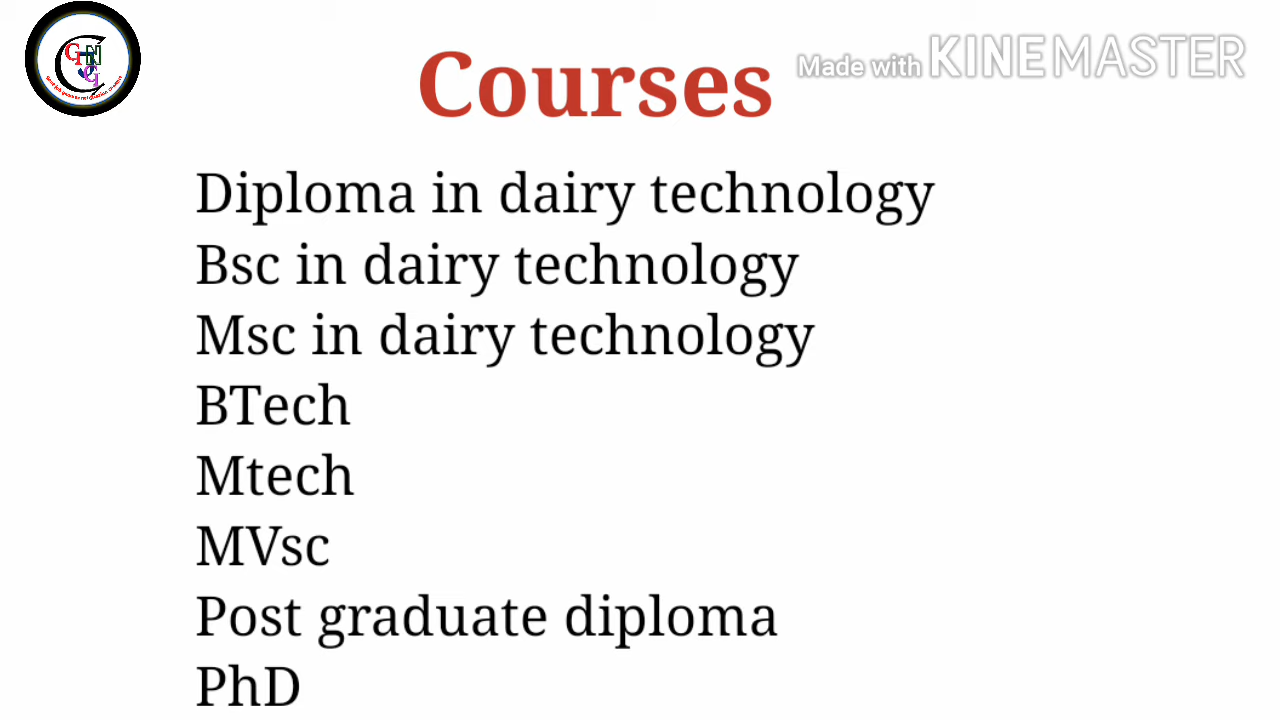 Courses
Made with KINEMASTER
Diploma in dairy technology
Bsc in dairy technology
Msc in dairy technology
BTech
Mtech
MVsc
Post graduate diploma
PhD